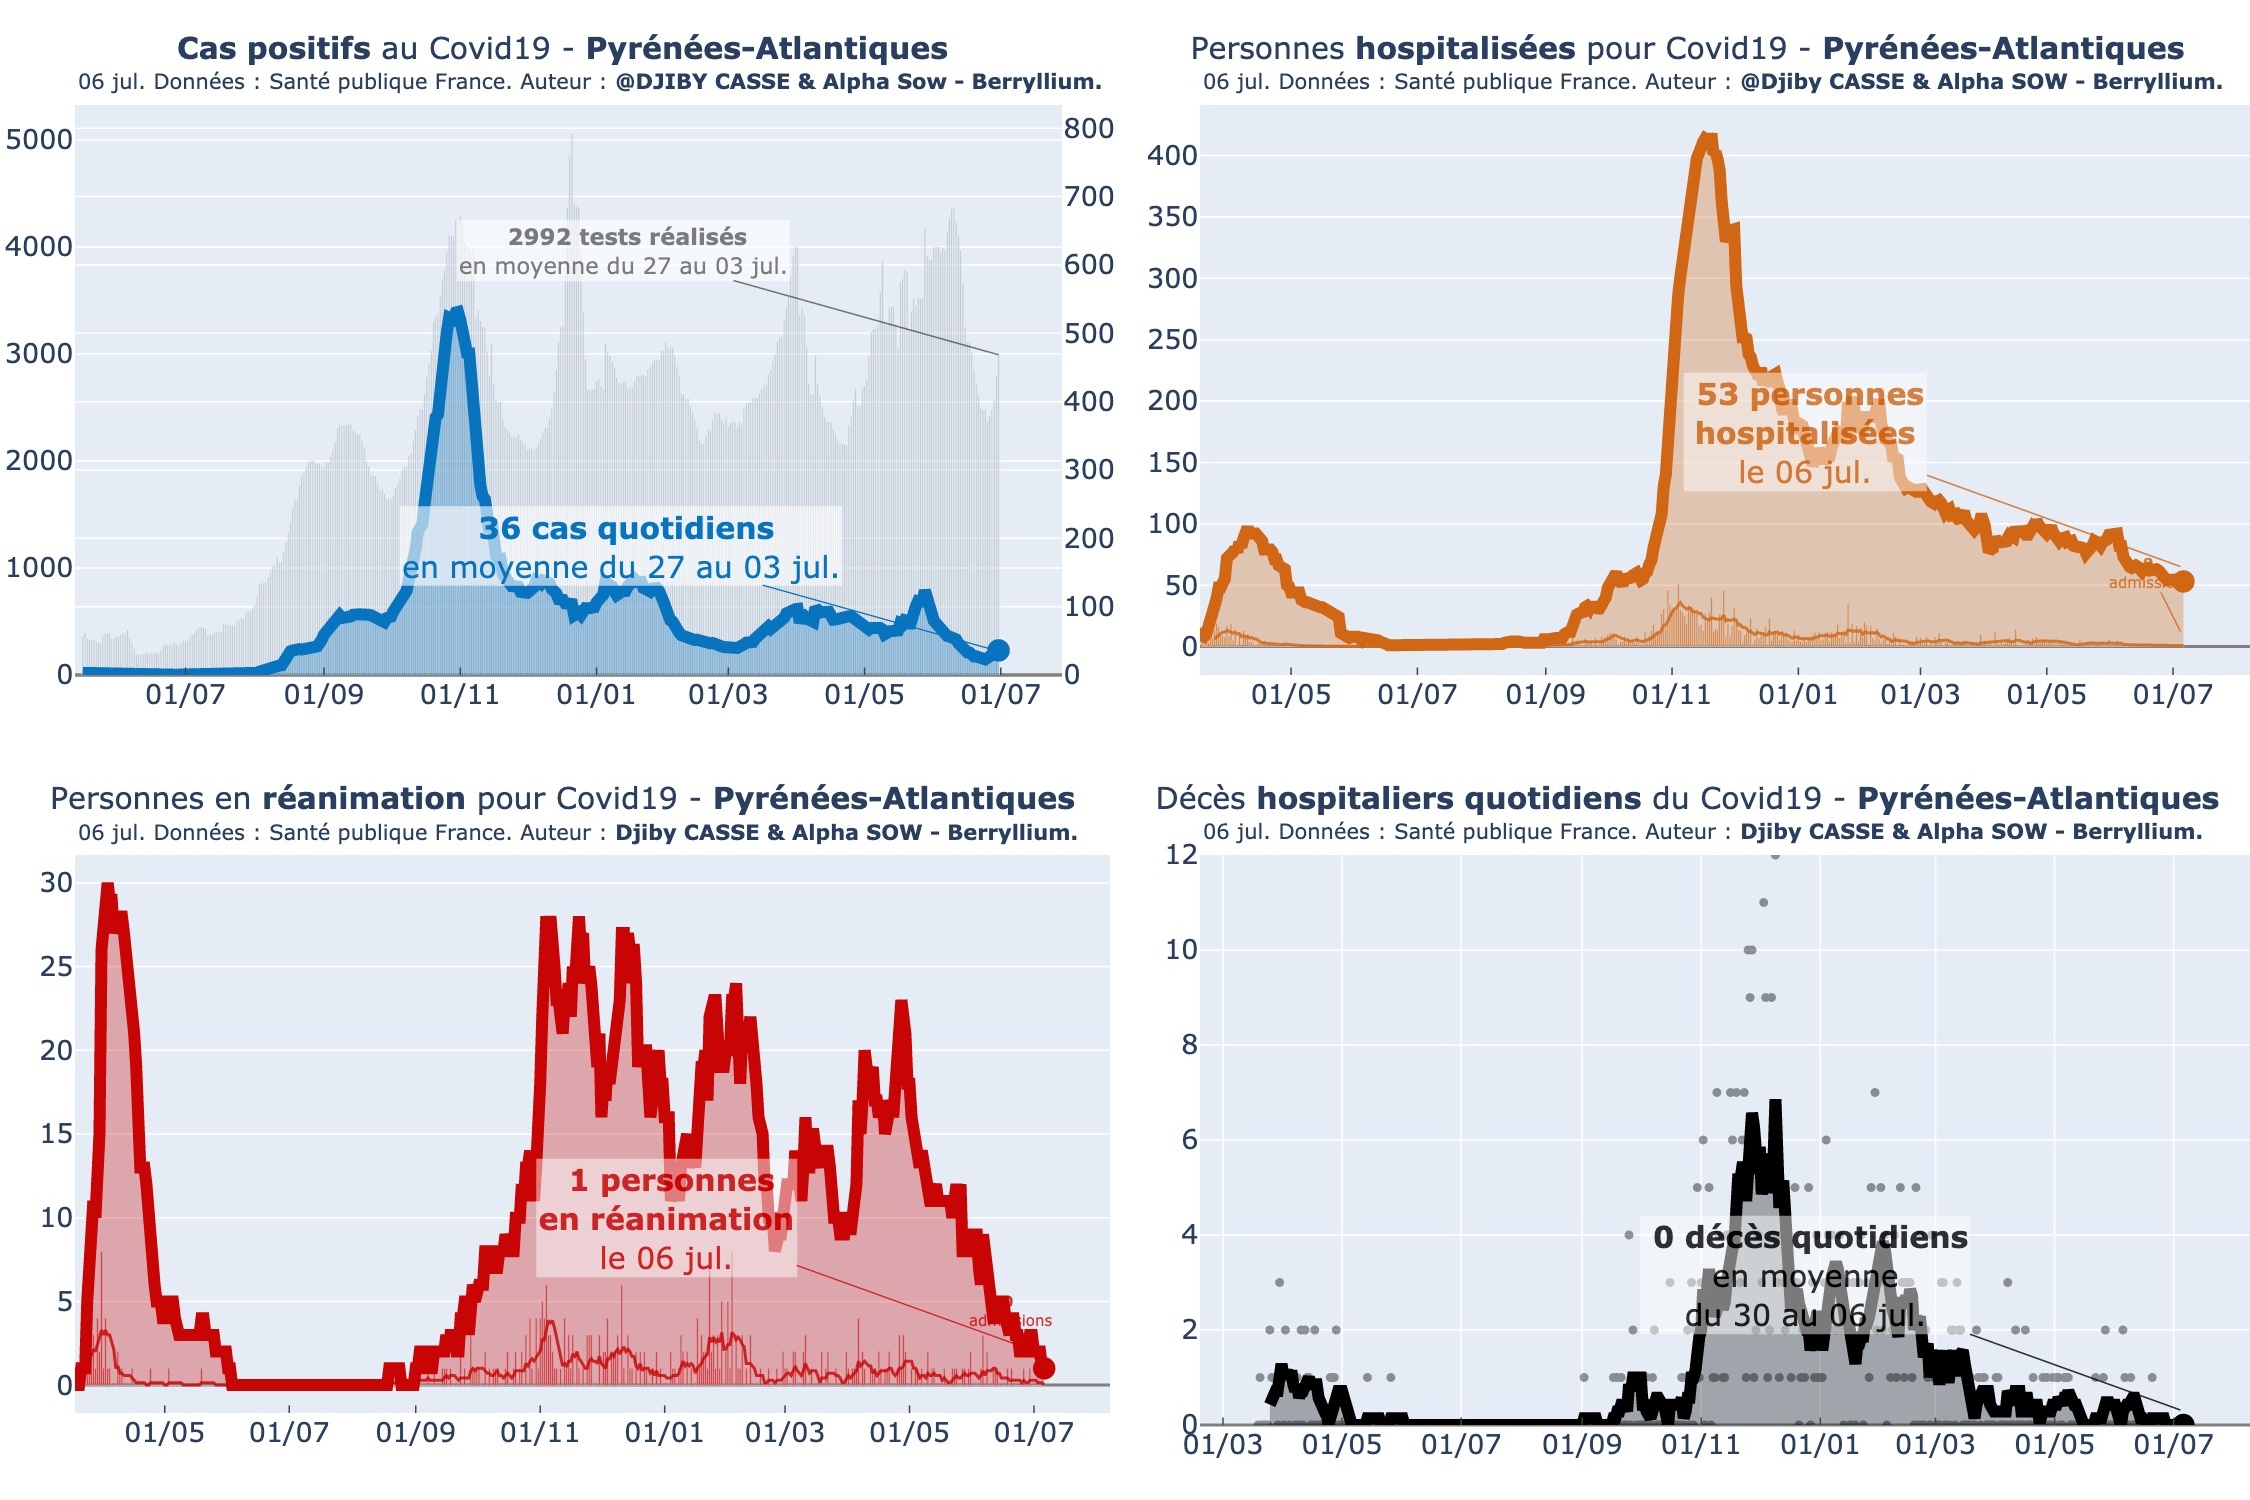 Cas positifs au Covid19 - Pyrénées-Atlantiques
06 jul. Données : Santé publique France. Auteur : @DJIBY CASSE & Alpha Sow - Berryllium.
5000
4000
3000
2000
1000
0
800
700
600
500
400
300
200
100
0
2992 tests réalisés
en moyenne du 27 au 03 jul.
36 cas quotidiens
en moyenne du 27 au 03 jul.
01/07 01/09 01/11 01/01 01/03 01/05 01/07
Personnes hospitalisées pour Covid19 - Pyrénées-Atlantiques
06 jul. Données : Santé publique France. Auteur : @Djiby CASSE & Alpha SOW - Berryllium.
400
350
300
250
200
150
100
50
0
53 personnes
hospitalisées
le 06 jul.
01/05 01/07 01/09 01/11 01/01 01/03 01/05 01/07
Personnes en réanimation pour Covid19 - Pyrénées-Atlantiques
06 jul. Données : Santé publique France. Auteur : Djiby CASSE & Alpha SOW - Berryllium.
30
25
20
15
10
5
0
1 personnes
en réanimation
le 06 jul.
01/05 01/07 01/09 01/11 01/01 01/03 01/05 01/07
Décès hospitaliers quotidiens du Covid19 - Pyrénées-Atlantiques
06 jul. Données : Santé publique France. Auteur : Djiby CASSE & Alpha SOW - Berryllium.
12
10
8
6
4
2
0
0 décès quotidiens
en moyenne
du 30 au 06 jul.
01/03 01/05 01/07 01/09 01/11 01/01 01/03 01/05 01/07